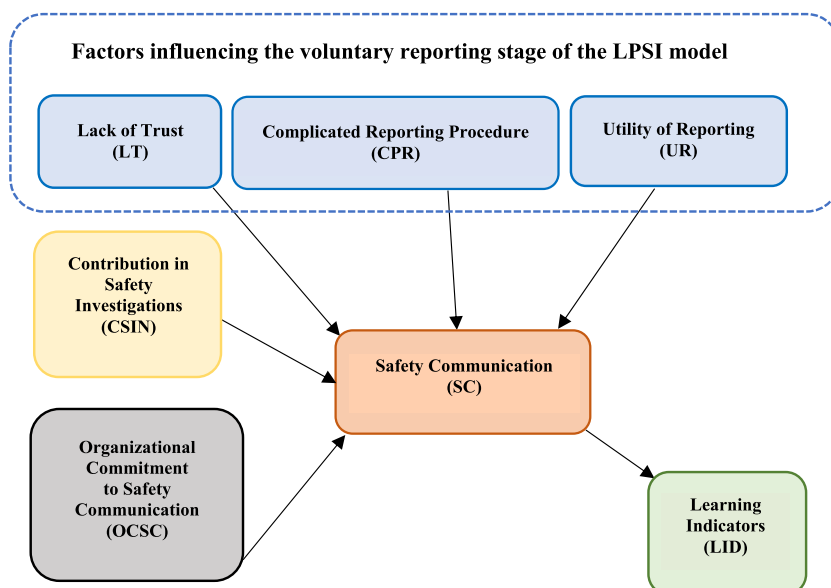 Factors influencing the voluntary reporting stage of the LPSI model
Lack of Trust
(LT)
Complicated Reporting Procedure
(CPR)
Utility of Reporting
(UR)
Contribution in
Safety
Investigations
(CSIN)
Safety Communication
(SC)
Organizational
Commitment
to Safety
Communication
(OCSC)
Learning
Indicators
(LID)